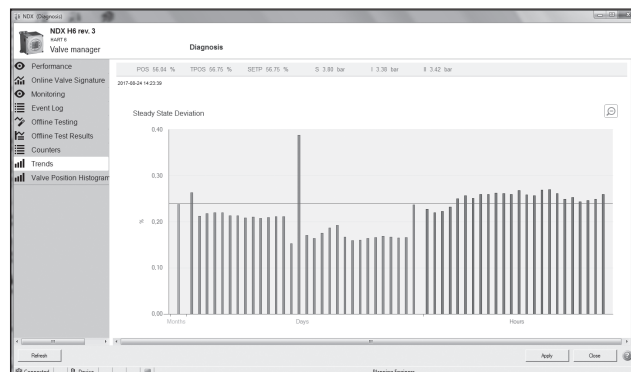 NDX (Diagnosis)
NDX H6 rev. 3
HART 6
Valve manager
Diagnosis
Performance
Online Valve Signature
Monitoring
Event Log
Offline Testing
Offline Test Results
Counters
Trends
Valve Position Histogram
POS 56.84 % TPOS 56.75 % SETP 56.75 % S 3.80 bar I 3.38 bar II 3.42 bar
2017-08-24 14:23:39
Steady State Deviation
0,40
0,30
%
0,20
0,10
0,00
Months Days Hours
Refresh
Apply Close
Connected Device Planning Engineer